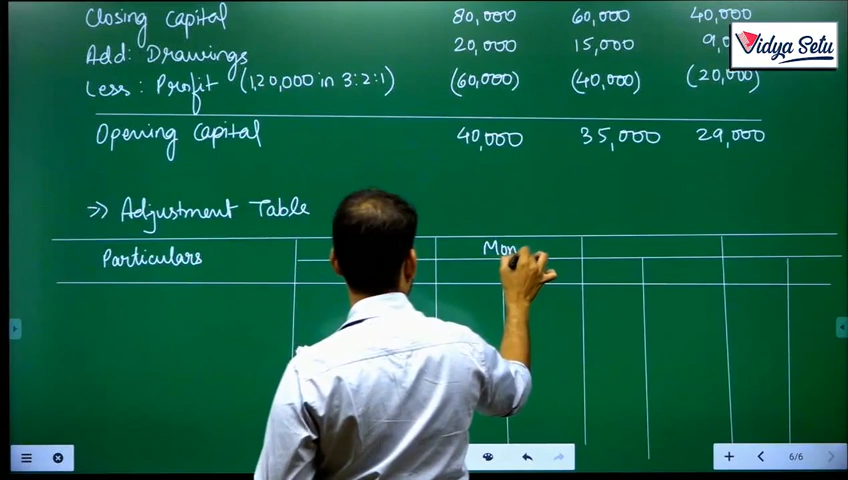 Closing Capital 80,000 60,000 40,000
Add: Drawings 20,000 15,000
Less: Profit (1,20,000 in 3:2:1) (60,000) (40,000) (20,000)
Opening Capital 40,000 35,000 29,000
>> Adjustment Table
Particulars Mon
Vidya Setu
6/6